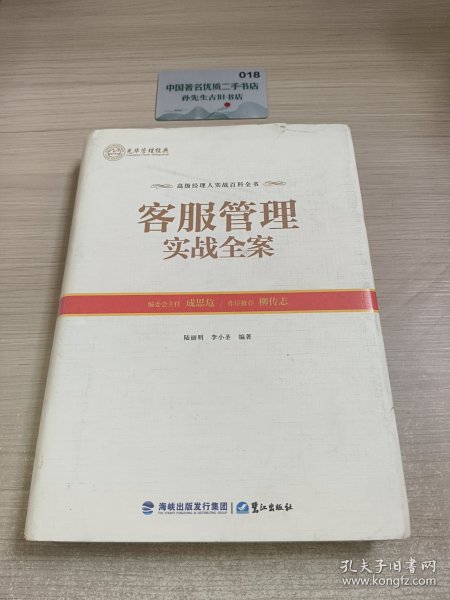 018
中国著名优质二手书店
孙先生古旧书店
光华管理经典
高级经理人实战百科全书
客服管理
实战全案
编委会主任 成思危 / 作序推荐 柳传志
陆丽明 李小圣 编著
海峡出版发行集团
鹭江出版社
孔夫子旧书网
www.kongfz.com